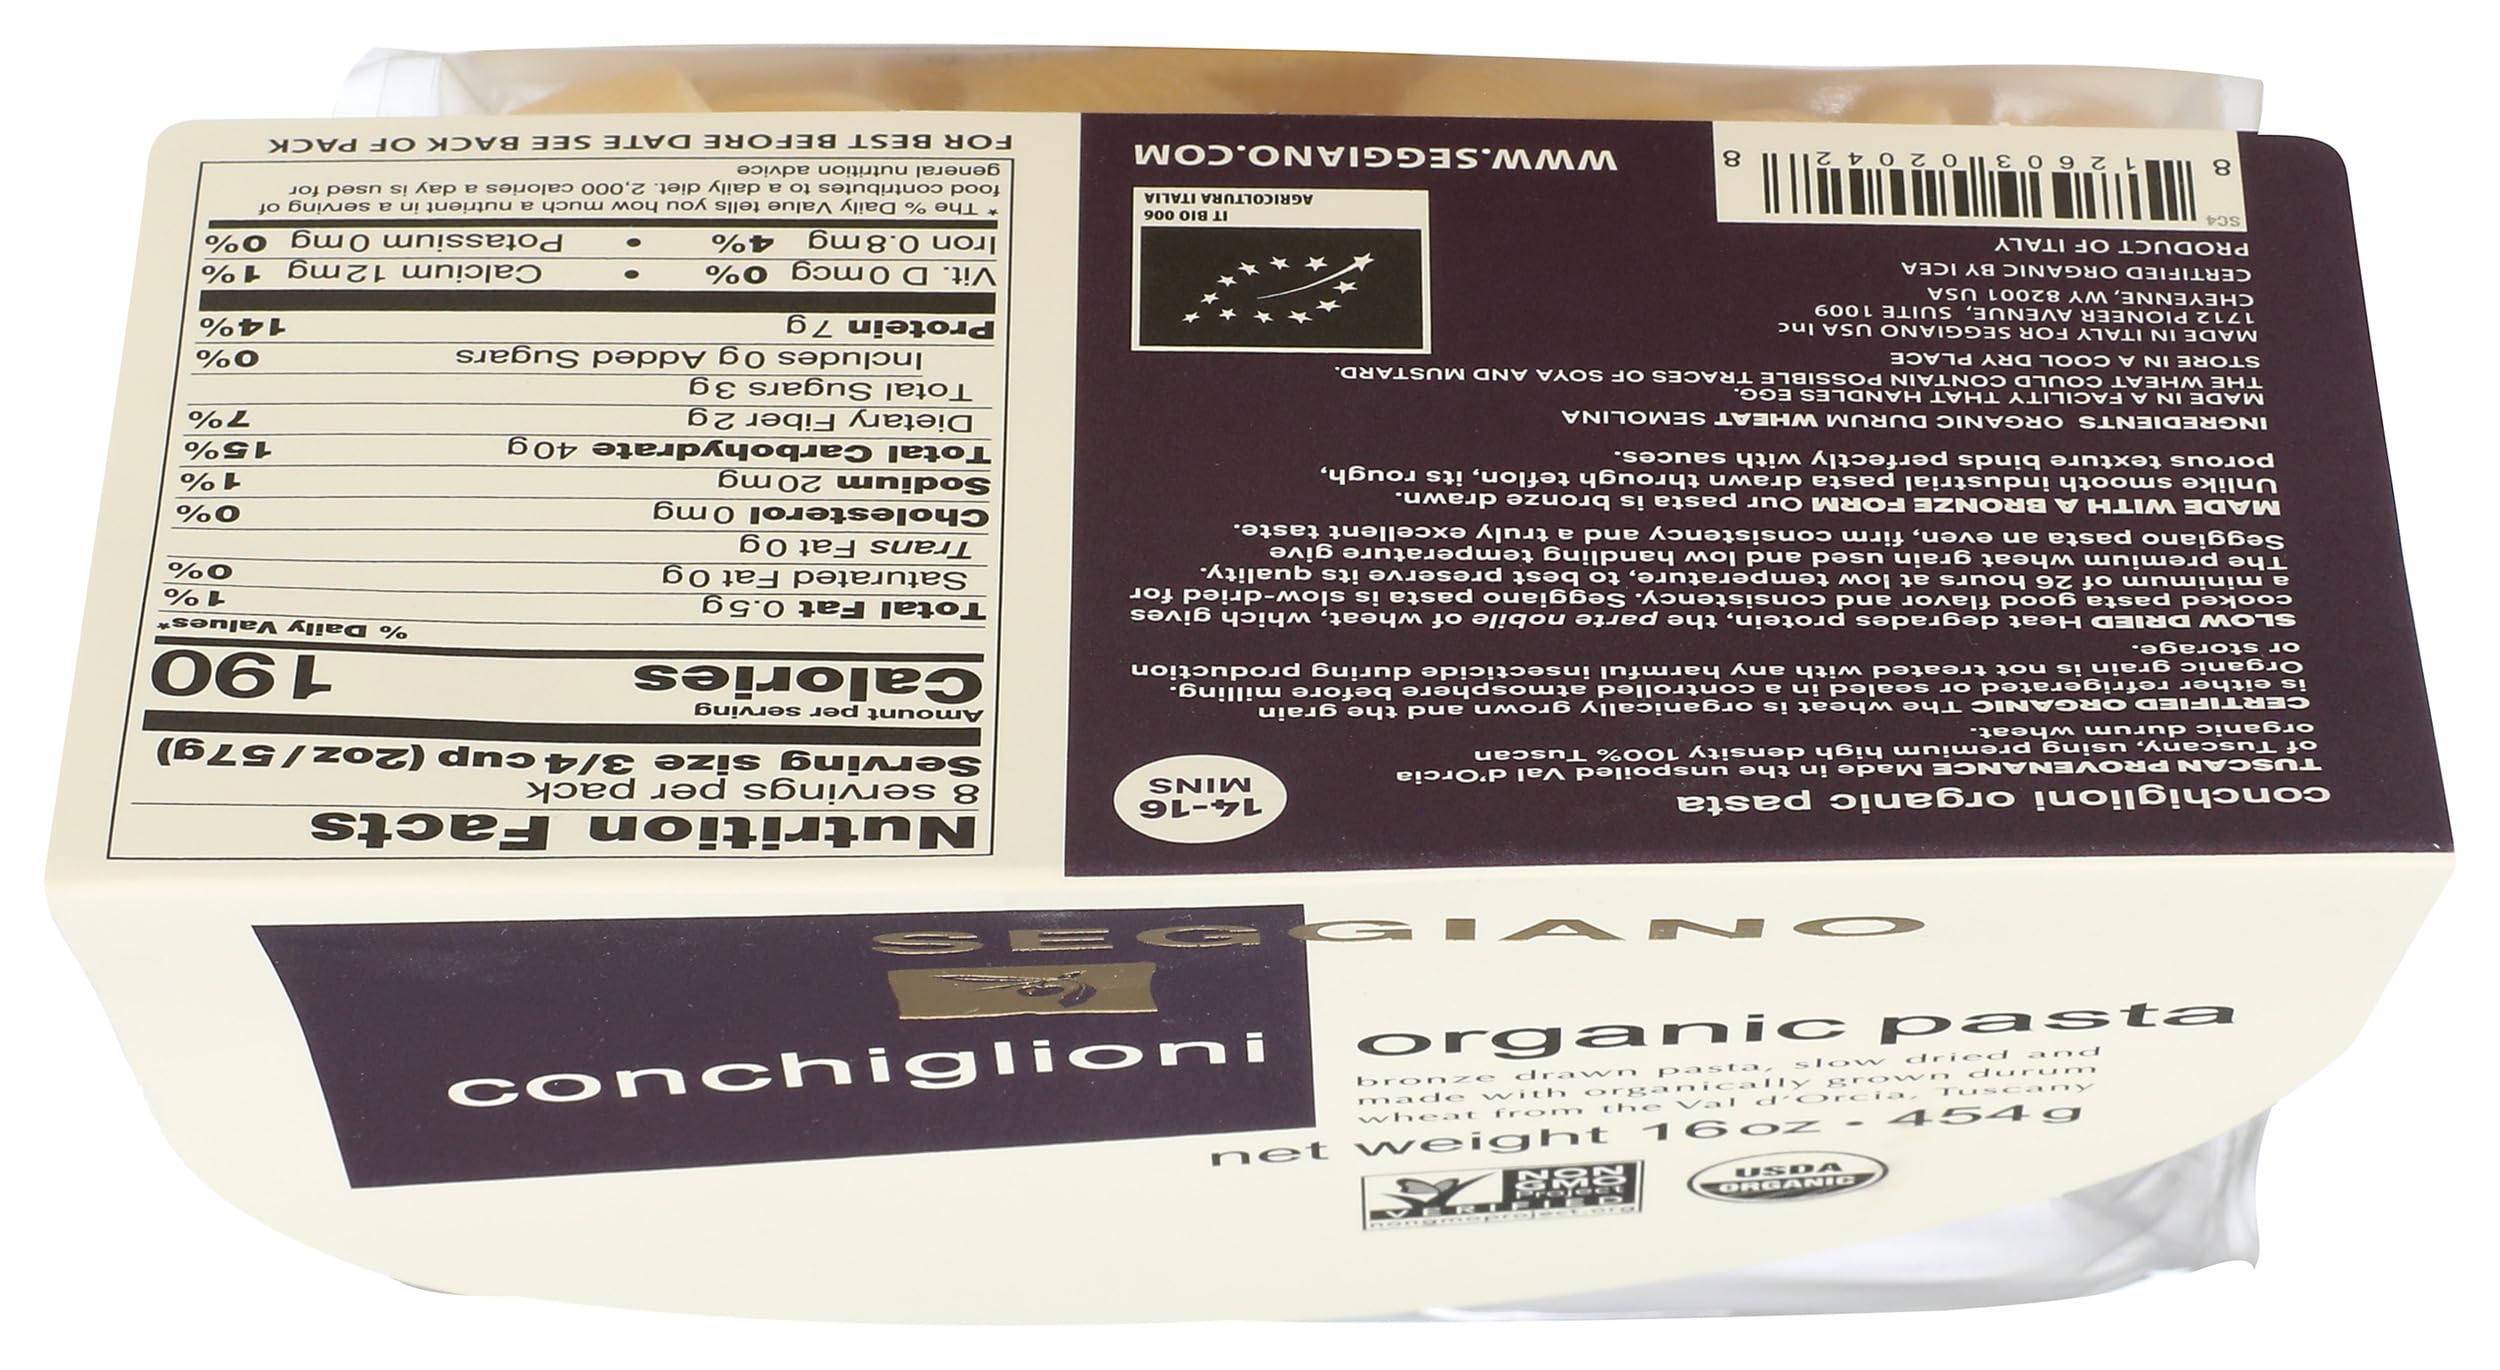 SEGGIANO
conchiglioni
organic pasta
bronze drawn pasta, slow dried and
made with organically grown durum
wheat from the Val d'Orcia, Tuscany
net weight 16oz • 454g
NON
GMO
Project
VERIFIED
nongmoproject.org
USDA
ORGANIC
conchiglioni organic pasta
14-16
MINS
TUSCAN PROVENANCE Made in the unspoiled Val d'Orcia
of Tuscany, using premium high density 100% Tuscan
organic durum wheat.
CERTIFIED ORGANIC The wheat is organically grown and the grain
is either refrigerated or sealed in a controlled atmosphere before milling.
Organic grain is not treated with any harmful insecticide during production
or storage.
SLOW DRIED Heat degrades protein, the parte nobile of wheat, which gives
cooked pasta good flavor and consistency. Seggiano pasta is slow-dried for
a minimum of 26 hours at low temperature, to best preserve its quality.
The premium wheat grain used and low handling temperature give
Seggiano pasta an even, firm consistency and a truly excellent taste.
MADE WITH A BRONZE FORM Our pasta is bronze drawn.
Unlike smooth industrial pasta drawn through teflon, its rough,
porous texture binds perfectly with sauces.
INGREDIENTS ORGANIC DURUM WHEAT SEMOLINA
MADE IN A FACILITY THAT HANDLES EGG.
THE WHEAT COULD CONTAIN POSSIBLE TRACES OF SOYA AND MUSTARD.
STORE IN A COOL DRY PLACE
MADE IN ITALY FOR SEGGIANO USA Inc
1712 PIONEER AVENUE, SUITE 1009
CHEYENNE, WY 82001 USA
CERTIFIED ORGANIC BY ICEA
PRODUCT OF ITALY
SC4
8 12603 02042 8
IT BIO 006
AGRICOLTURA ITALIA
WWW.SEGGIANO.COM
Nutrition Facts
8 servings per pack
Serving size 3/4 cup (2oz/57g)
Amount per serving
Calories 190
% Daily Values*
Total Fat 0.5g 1%
Saturated Fat 0g 0%
Trans Fat 0g
Cholesterol 0mg 0%
Sodium 20mg 1%
Total Carbohydrate 40g 15%
Dietary Fiber 2g 7%
Total Sugars 3g
Includes 0g Added Sugars 0%
Protein 7g 14%
Vit. D 0mcg 0% • Calcium 12mg 1%
Iron 0.8mg 4% • Potassium 0mg 0%
* The % Daily Value tells you how much a nutrient in a serving of
food contributes to a daily diet. 2,000 calories a day is used for
general nutrition advice
FOR BEST BEFORE DATE SEE BACK OF PACK